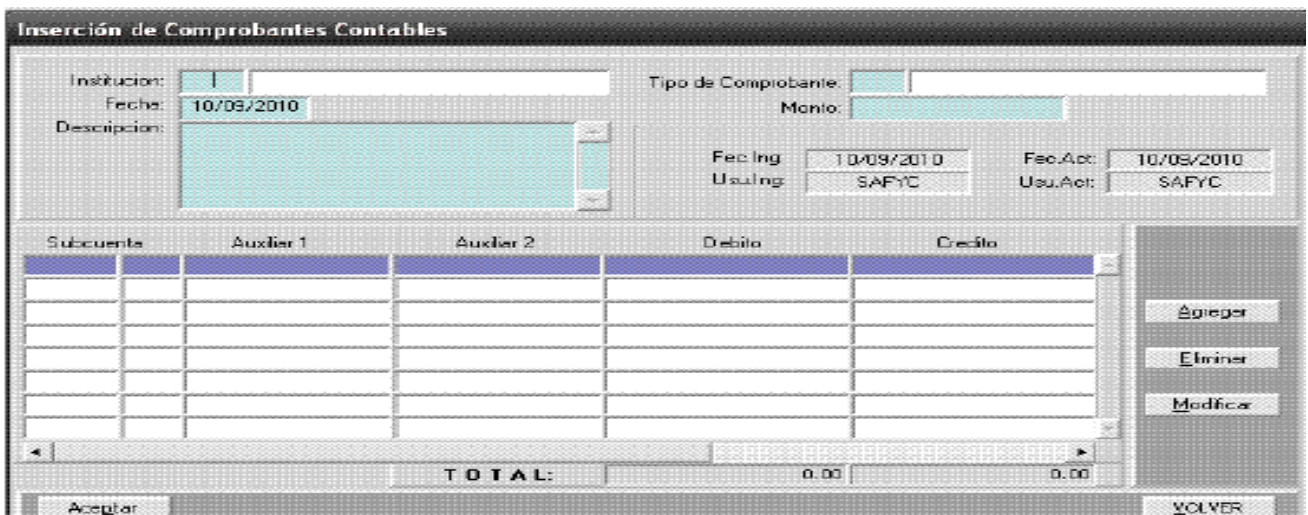 Inserción de Comprobantes Contables
Institucion:
Tipo de Comprobante:
Fecha: 10/09/2010
Monto:
Descripcion:
Fec.Ing 10/09/2010 Fec.Act: 10/09/2010
Usu.Ing: SAFYC Usu.Act: SAFYC
Subcuenta Auxiliar 1 Auxiliar 2 Debito Credito
Agregar
Eliminar
Modificar
T O T A L: 0.00 0.00
Aceptar VOLVER